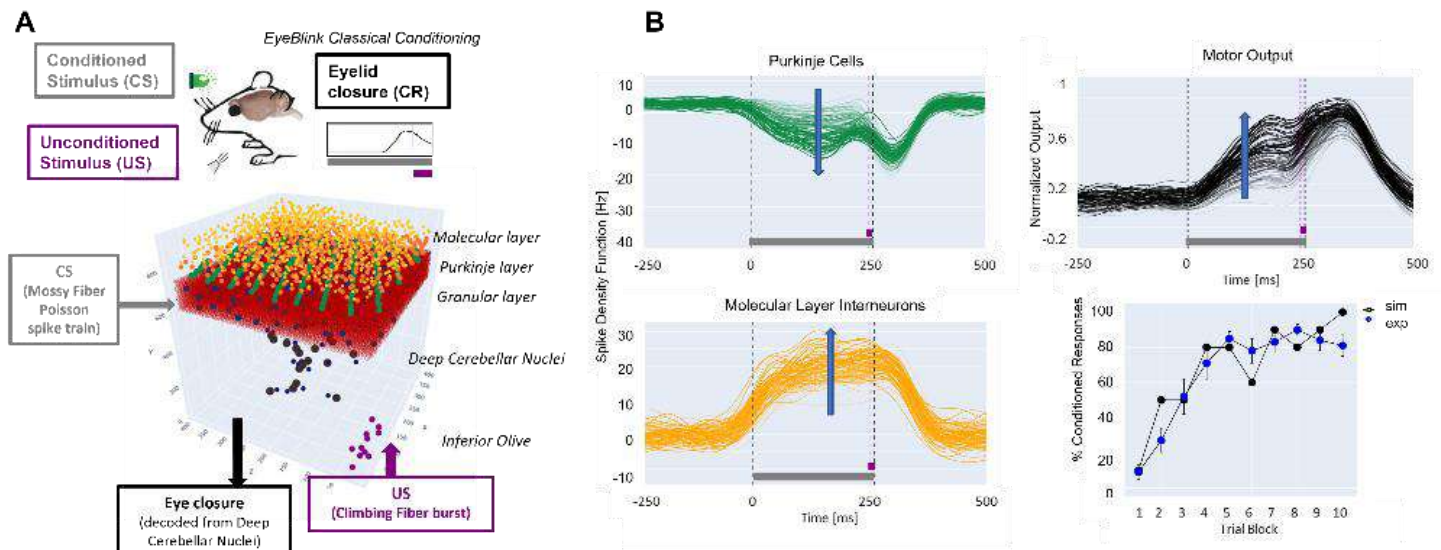 A
EyeBlink Classical Conditioning
Conditioned
Stimulus (CS)
Eyelid
closure (CR)
Unconditioned
Stimulus (US)
Molecular layer
Purkinje layer
Granular layer
CS
(Mossy Fiber
Poisson
spike train)
Deep Cerebellar Nuclei
Inferior Olive
Eye closure
(decoded from Deep
Cerebellar Nuclei)
US
(Climbing Fiber burst)
B
Purkinje Cells
10
0
-10
-20
-30
40
-250
0
250
500
Spike Density Function [Hz]
Molecular Layer Interneurons
30
20
10
0
-10
-250
0
250
500
Time [ms]
Motor Output
Normalized Output
1
0.6
0.2
-0.2
-250
0
250
500
Time [ms]
% Conditioned Responses
100
80
60
40
20
0
sim
exp
1 2 3 4 5 6 7 8 9 10
Trial Block